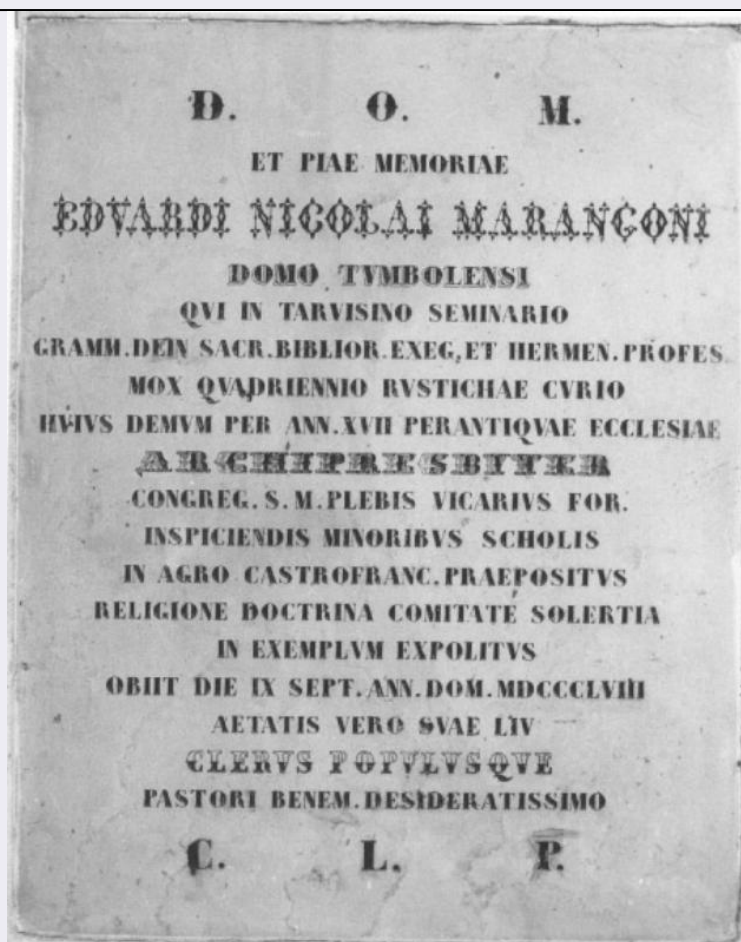 D. O. M.
ET PIAE MEMORIAE
EDVARDI NICOLAI MARANGONI
DOMO TVMBOLENSI
QVI IN TARVISINO SEMINARIO
GRAMM. DEIN SACR. BIBLIOR. EXEG, ET HERMEN. PROFES
MOX QVADRIENNIO RVSTICHAE CVRIO
HVIVS DEMVM PER ANN. XVII PERANTIQVAE ECCLESIAE
ARCHIPRESBITER
CONGREG. S. M. PLEBIS VICARIVS FOR.
INSPICIENDIS MINORIBVS SCHOLIS
IN AGRO CASTROFRANC. PRAEPOSITVS
RELIGIONE DOCTRINA COMITATE SOLERTIA
IN EXEMPLVM EXPOLITVS
OBIIT DIE IX SEPT. ANN. DOM. MDCCCLVIII
AETATIS VERO SVAE LIV
CLERVS POPVLVSQVE
PASTORI BENEM. DESIDERATISSIMO
C. L. P.